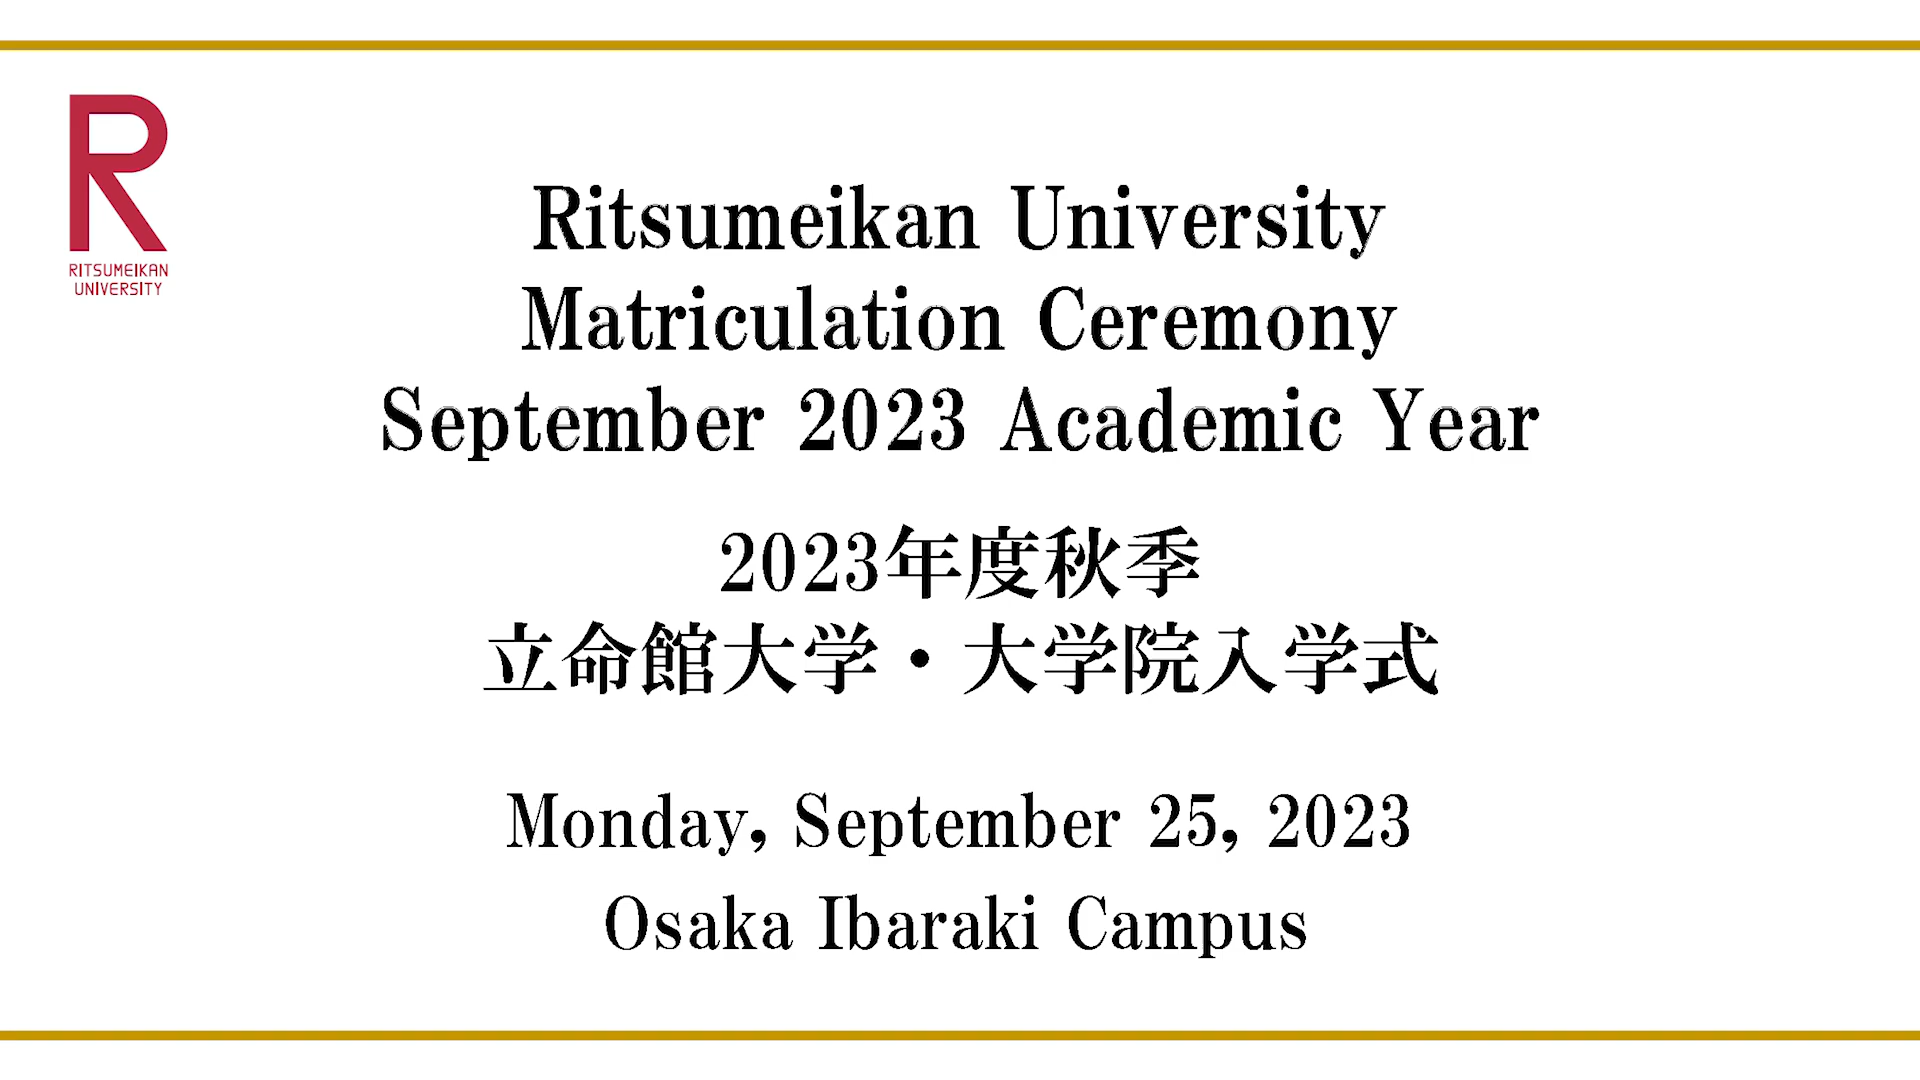 R
RITSUMEIKAN
UNIVERSITY
Ritsumeikan University
Matriculation Ceremony
September 2023 Academic Year
2023年度秋季
立命館大学・大学院入学式
Monday, September 25, 2023
Osaka Ibaraki Campus